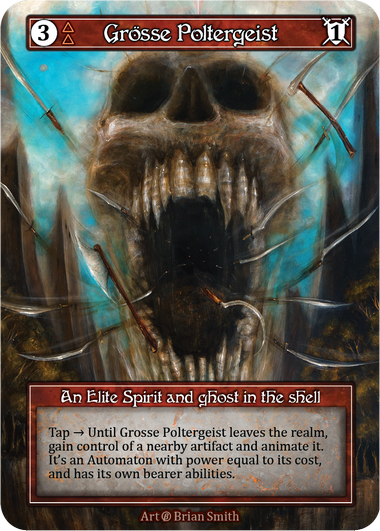 3 Grösse Poltergeist 1
An Elite Spirit and ghost in the shell
Tap → Until Grosse Poltergeist leaves the realm,
gain control of a nearby artifact and animate it.
It's an Automaton with power equal to its cost,
and has its own bearer abilities.
Art @ Brian Smith